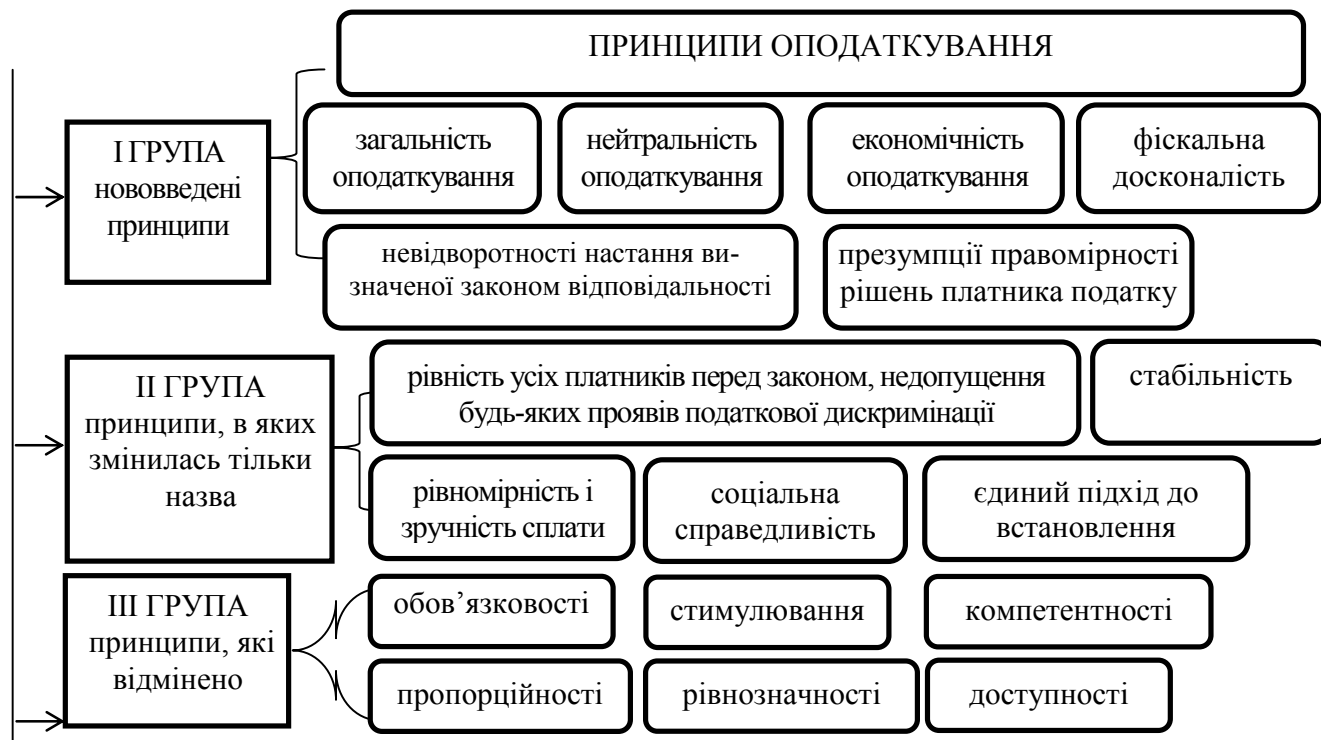 ПРИНЦИПИ ОПОДАТКУВАННЯ
І ГРУПА
нововведені
принципи
загальність
оподаткування
нейтральність
оподаткування
економічність
оподаткування
фіскальна
досконалість
невідворотності настання ви-
значеної законом відповідальності
презумпції правомірності
рішень платника податку
ІІ ГРУПА
принципи, в яких
змінилась тільки
назва
рівність усіх платників перед законом, недопущення
будь-яких проявів податкової дискримінації
стабільність
рівномірність і
зручність сплати
соціальна
справедливість
єдиний підхід до
встановлення
ІІІ ГРУПА
принципи, які
відмінено
обов’язковості
стимулювання
компетентності
пропорційності
рівнозначності
доступності